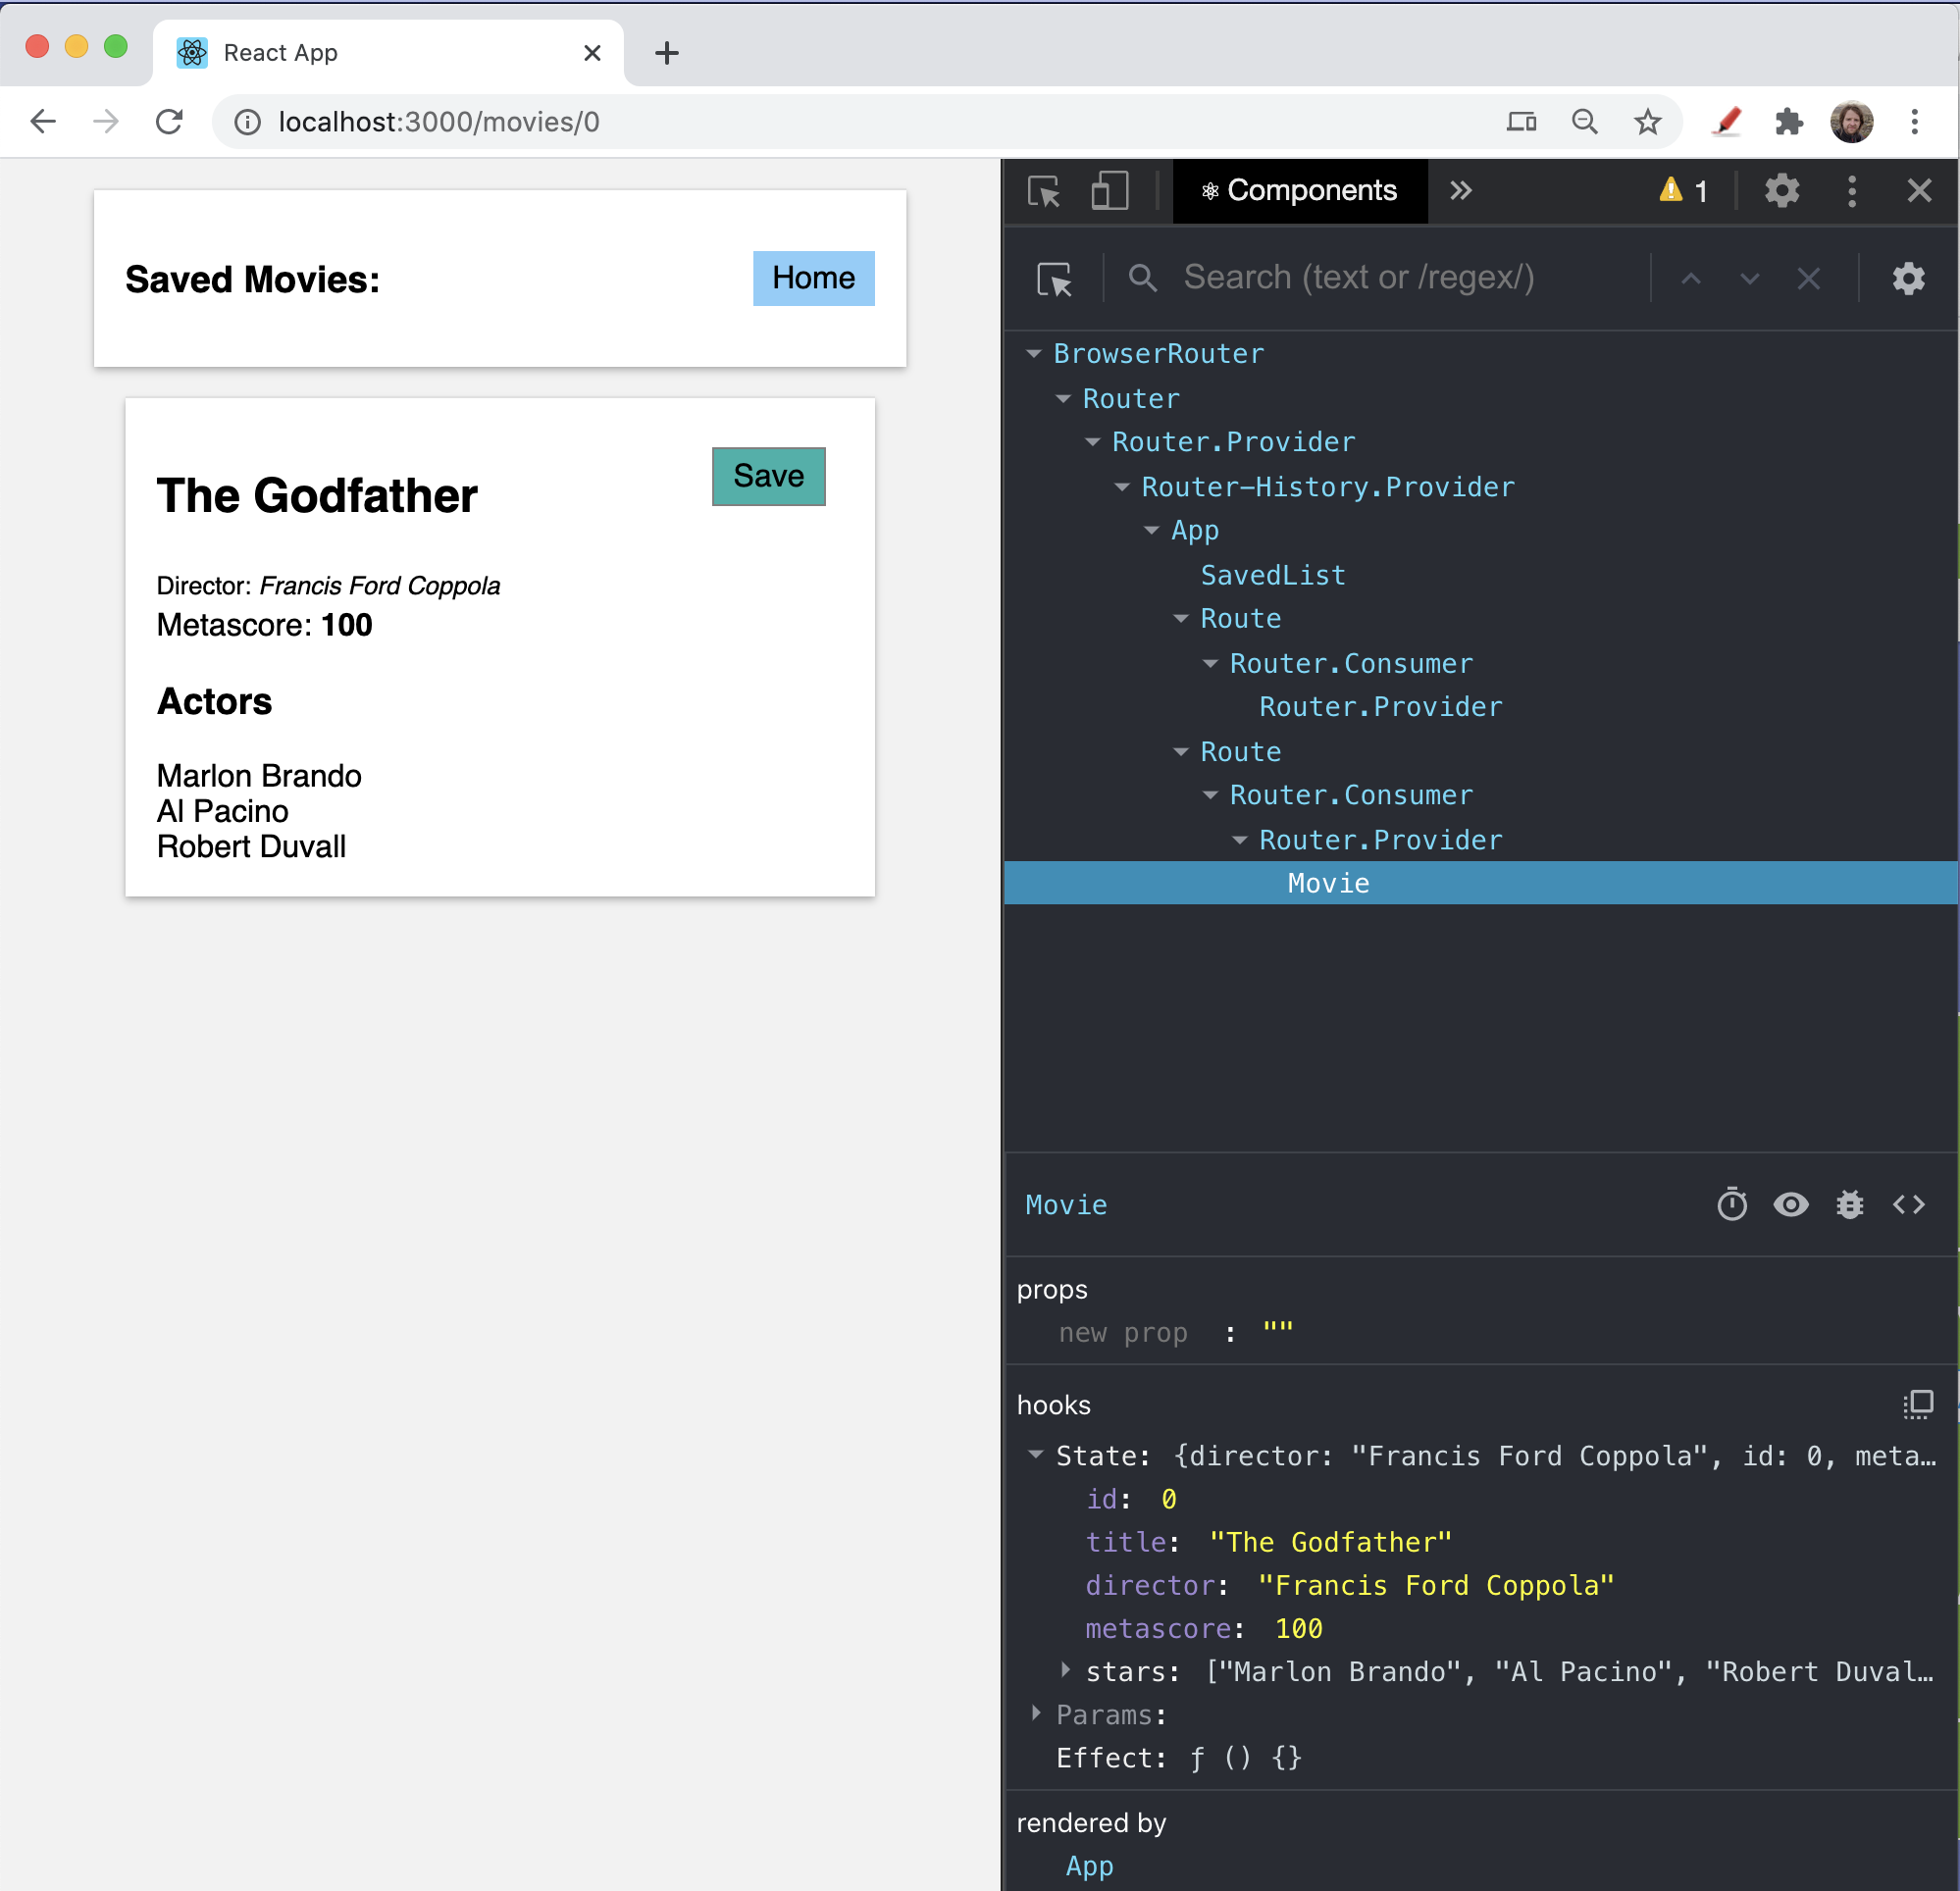 React App
localhost:3000/movies/0
Saved Movies:
Home
The Godfather
Save
Director: Francis Ford Coppola
Metascore: 100
Actors
Marlon Brando
Al Pacino
Robert Duvall
Components
1
Search (text or /regex/)
BrowserRouter
Router
Router.Provider
Router-History.Provider
App
SavedList
Route
Router.Consumer
Router.Provider
Route
Router.Consumer
Router.Provider
Movie
Movie
props
new prop : ""
hooks
State: {director: "Francis Ford Coppola", id: 0, meta…
id: 0
title: "The Godfather"
director: "Francis Ford Coppola"
metascore: 100
stars: ["Marlon Brando", "Al Pacino", "Robert Duval…
Params:
Effect: ƒ () {}
rendered by
App